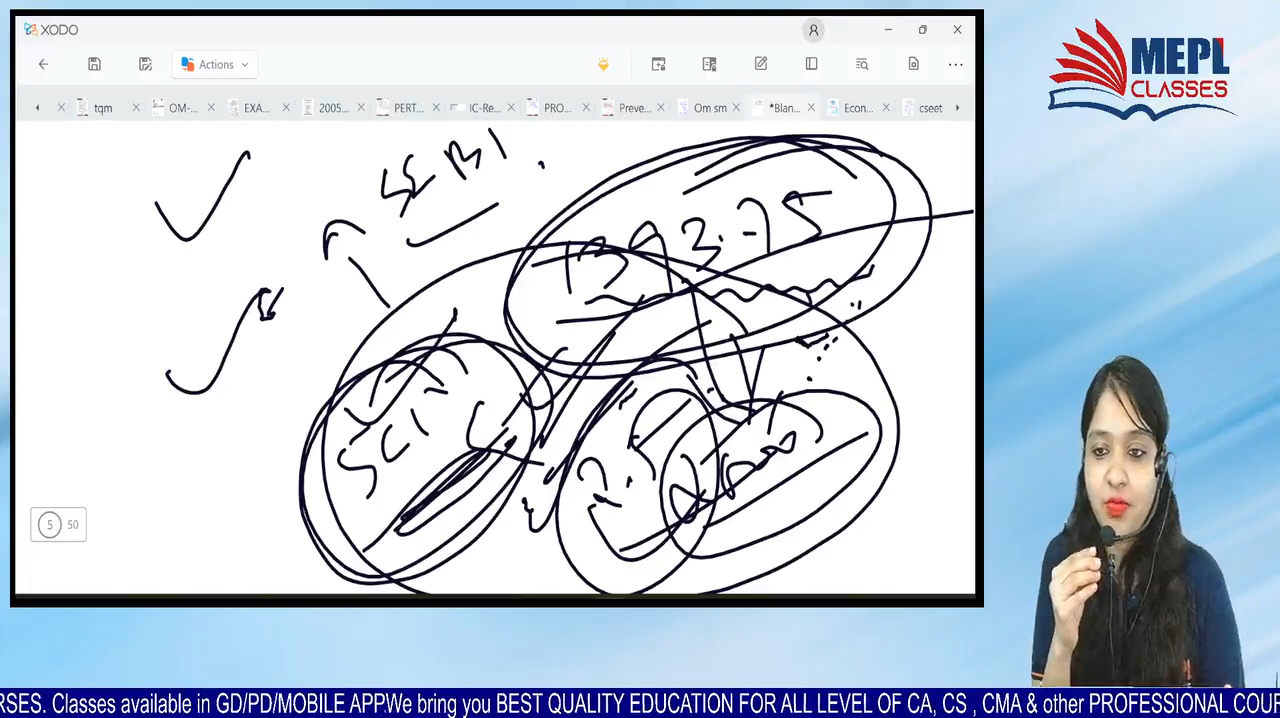 XODO
MEPL
CLASSES
Actions
tqm
OM-...
EXA...
2005...
PERT...
IC-Re...
PRO...
Preve...
Om sm
*Blan...
Econ...
cseet
SEBI
5 50
RSES. Classes available in GD/PD/MOBILE APP.We bring you BEST QUALITY EDUCATION FOR ALL LEVEL OF CA, CS , CMA & other PROFESSIONAL COUR